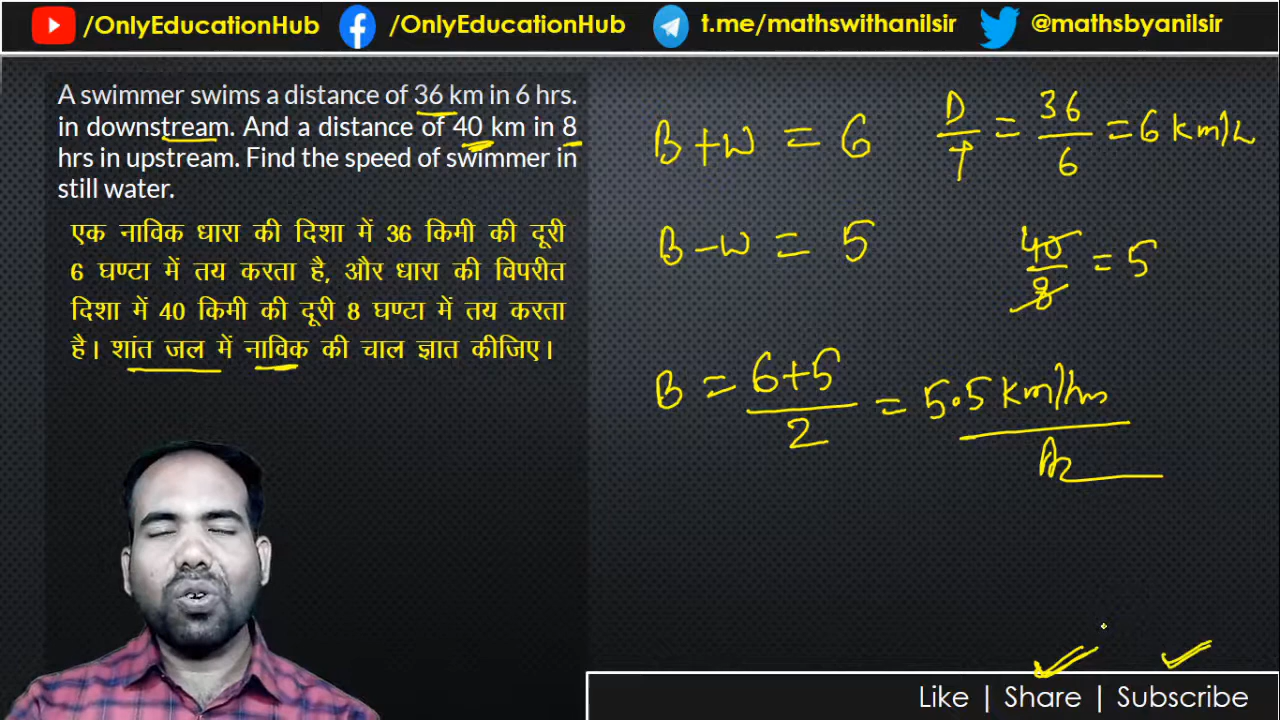 /OnlyEducationHub /OnlyEducationHub t.me/mathswithanilsir @mathsbyanilsir
A swimmer swims a distance of 36 km in 6 hrs.
in downstream. And a distance of 40 km in 8
hrs in upstream. Find the speed of swimmer in
still water.
एक नाविक धारा की दिशा में 36 किमी की दूरी
6 घण्टा में तय करता है, और धारा की विपरीत
दिशा में 40 किमी की दूरी 8 घण्टा में तय करता
है। शांत जल में नाविक की चाल ज्ञात कीजिए।
B+W = 6
D/T = 36/6 = 6 km/h
B-W = 5
40/8 = 5
B = 6+5/2 = 5.5 km/hrs
Like | Share | Subscribe